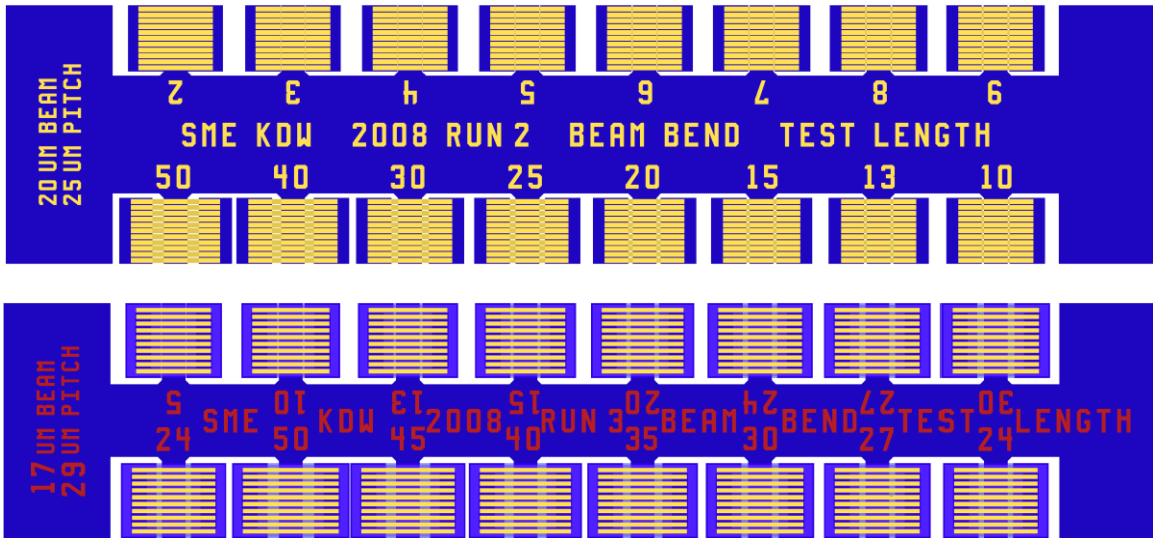 20 UM BEAM
25 UM PITCH
2 3 4 5 6 7 8 9
SME KDW 2008 RUN 2 BEAM BEND TEST LENGTH
50 40 30 25 20 15 13 10
17 UM BEAM
29 UM PITCH
5 10 13 15 20 24 27 30
SME KDW 2008 RUN 3 BEAM BEND TEST LENGTH
24 50 45 40 35 30 27 24